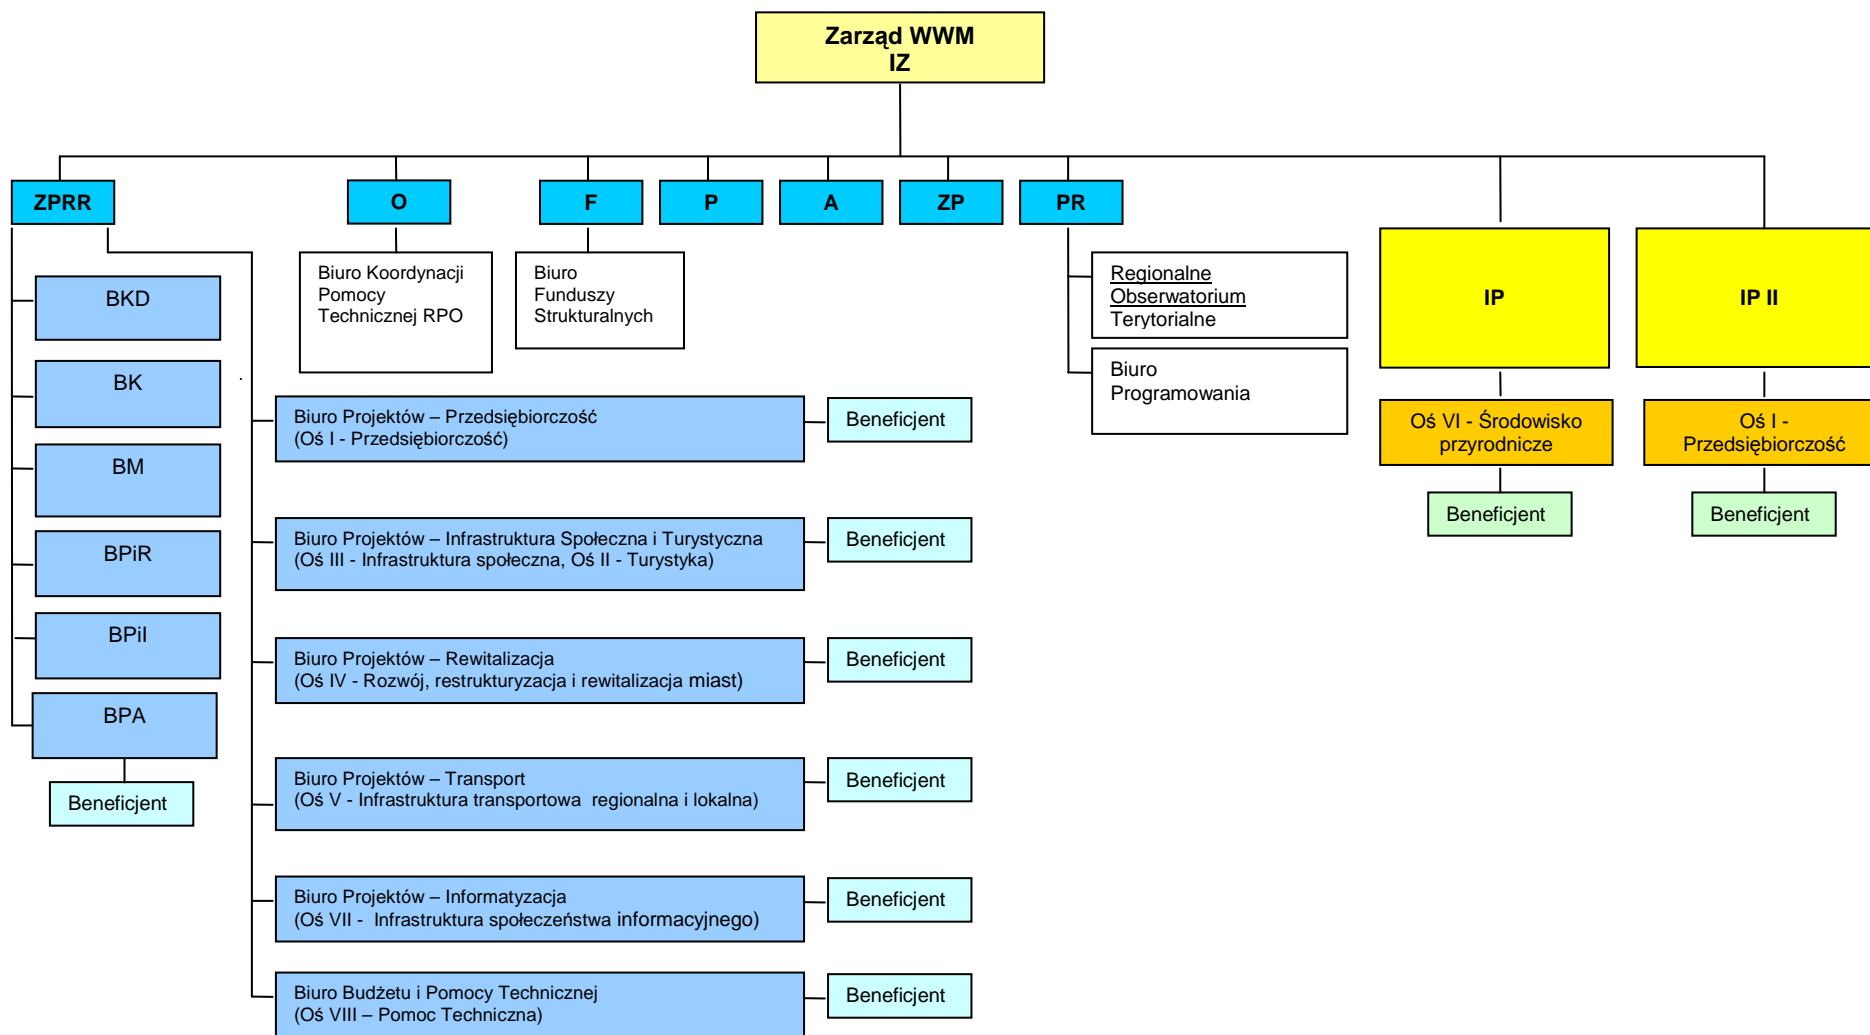 Zarząd WWM
IZ
ZPRR
O
F
P
A
ZP
PR
BKD
BK
BM
BPiR
BPiI
BPA
Beneficjent
Biuro Koordynacji
Pomocy
Technicznej RPO
Biuro
Funduszy
Strukturalnych
Regionalne
Obserwatorium
Terytorialne
Biuro
Programowania
IP
IP II
Oś VI - Środowisko
przyrodnicze
Oś I -
Przedsiębiorczość
Beneficjent
Beneficjent
Biuro Projektów – Przedsiębiorczość
(Oś I - Przedsiębiorczość)
Beneficjent
Biuro Projektów – Infrastruktura Społeczna i Turystyczna
(Oś III - Infrastruktura społeczna, Oś II - Turystyka)
Beneficjent
Biuro Projektów – Rewitalizacja
(Oś IV - Rozwój, restrukturyzacja i rewitalizacja miast)
Beneficjent
Biuro Projektów – Transport
(Oś V - Infrastruktura transportowa regionalna i lokalna)
Beneficjent
Biuro Projektów – Informatyzacja
(Oś VII - Infrastruktura społeczeństwa informacyjnego)
Beneficjent
Biuro Budżetu i Pomocy Technicznej
(Oś VIII – Pomoc Techniczna)
Beneficjent